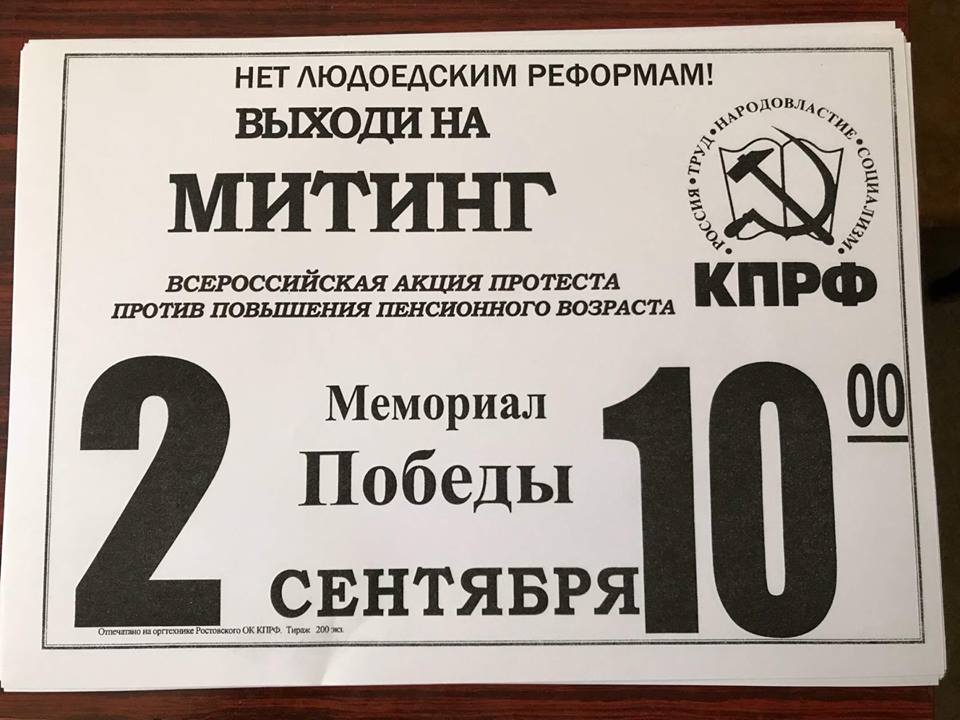 НЕТ ЛЮДОЕДСКИМ РЕФОРМАМ!
ВЫХОДИ НА
МИТИНГ
РОССИЯ • ТРУД • НАРОДОВЛАСТИЕ • СОЦИАЛИЗМ
КПРФ
ВСЕРОССИЙСКАЯ АКЦИЯ ПРОТЕСТА
ПРОТИВ ПОВЫШЕНИЯ ПЕНСИОННОГО ВОЗРАСТА
2
Мемориал
Победы
СЕНТЯБРЯ
10 00
Отпечатано на оргтехнике Ростовского ОК КПРФ. Тираж 200 экз.